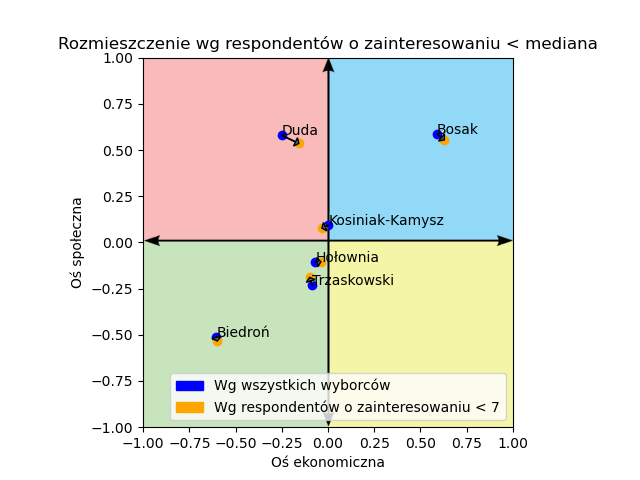 Rozmieszczenie wg respondentów o zainteresowaniu < mediana
1.00
0.75
0.50
0.25
0.00
−0.25
−0.50
−0.75
−1.00
Oś społeczna
Duda
Bosak
Kosiniak-Kamysz
Hołownia
Trzaskowski
Biedroń
Wg wszystkich wyborców
Wg respondentów o zainteresowaniu < 7
−1.00 −0.75 −0.50 −0.25 0.00 0.25 0.50 0.75 1.00
Oś ekonomiczna